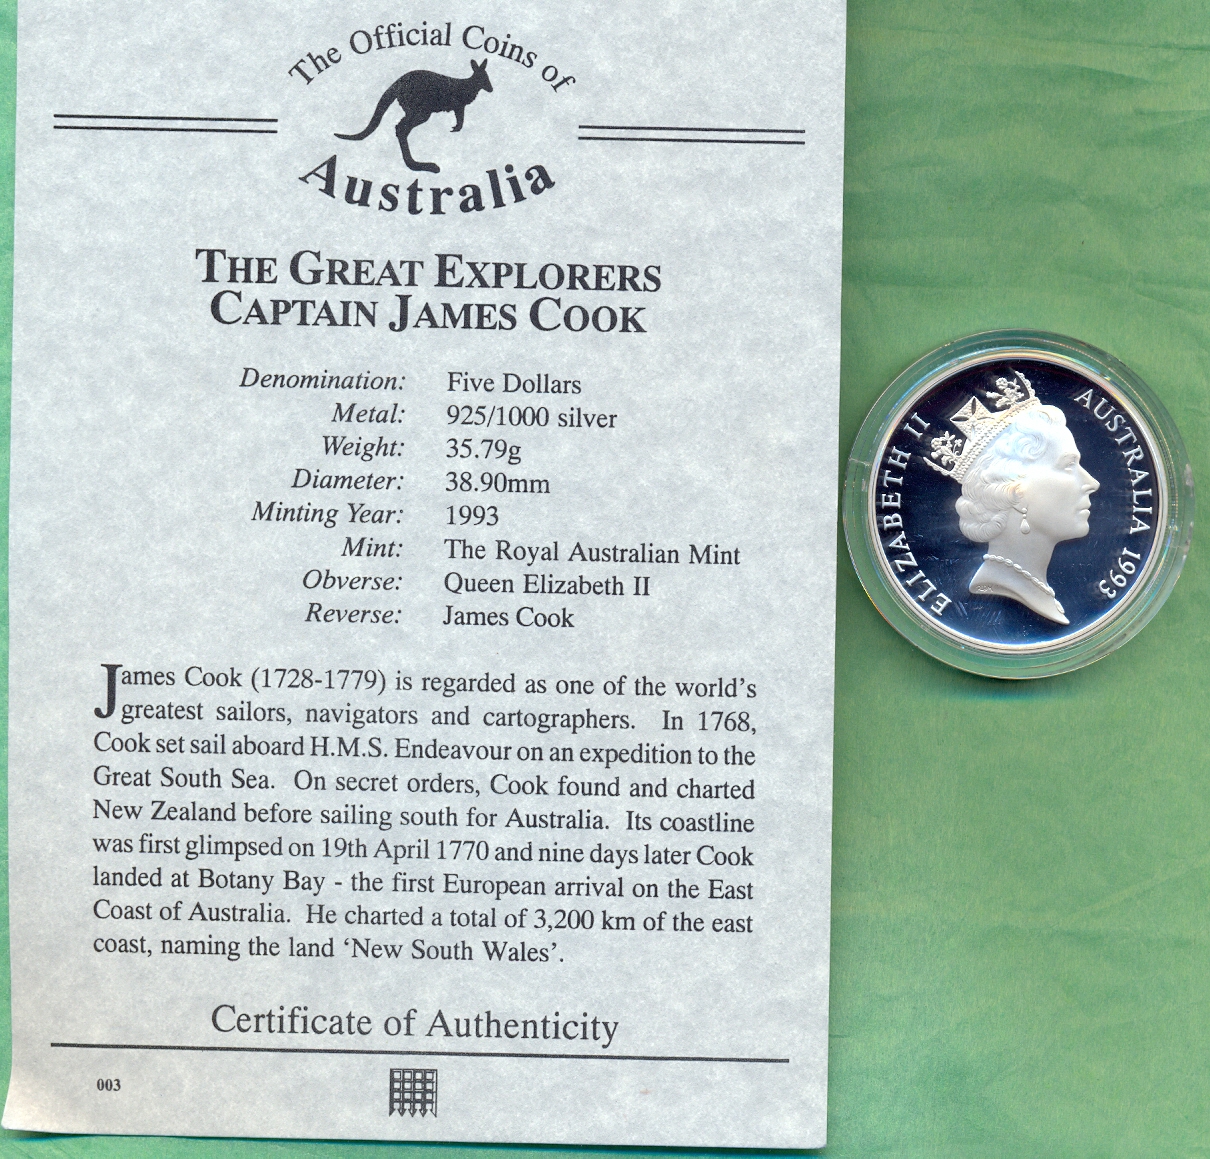 The Official Coins of
Australia
THE GREAT EXPLORERS
CAPTAIN JAMES COOK
Denomination: Five Dollars
Metal: 925/1000 silver
Weight: 35.79g
Diameter: 38.90mm
Minting Year: 1993
Mint: The Royal Australian Mint
Obverse: Queen Elizabeth II
Reverse: James Cook
James Cook (1728-1779) is regarded as one of the world's
greatest sailors, navigators and cartographers. In 1768,
Cook set sail aboard H.M.S. Endeavour on an expedition to the
Great South Sea. On secret orders, Cook found and charted
New Zealand before sailing south for Australia. Its coastline
was first glimpsed on 19th April 1770 and nine days later Cook
landed at Botany Bay - the first European arrival on the East
Coast of Australia. He charted a total of 3,200 km of the east
coast, naming the land ‘New South Wales’.
Certificate of Authenticity
003
ELIZABETH II
AUSTRALIA 1993